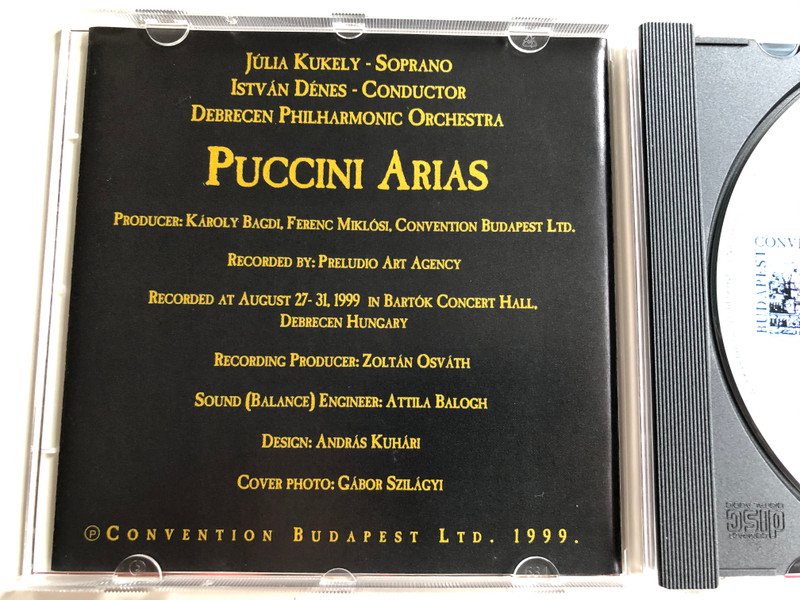 Júlia Kukely - Soprano
István Dénes - Conductor
Debrecen Philharmonic Orchestra
Puccini Arias
Producer: Károly Bagdi, Ferenc Miklósi, Convention Budapest Ltd.
Recorded by: Preludio Art Agency
Recorded at August 27- 31, 1999 in Bartók Concert Hall,
Debrecen Hungary
Recording Producer: Zoltán Osváth
Sound (Balance) Engineer: Attila Balogh
Design: András Kuhári
Cover photo: Gábor Szilágyi
℗ Convention Budapest Ltd. 1999.
BUDAPEST
disc